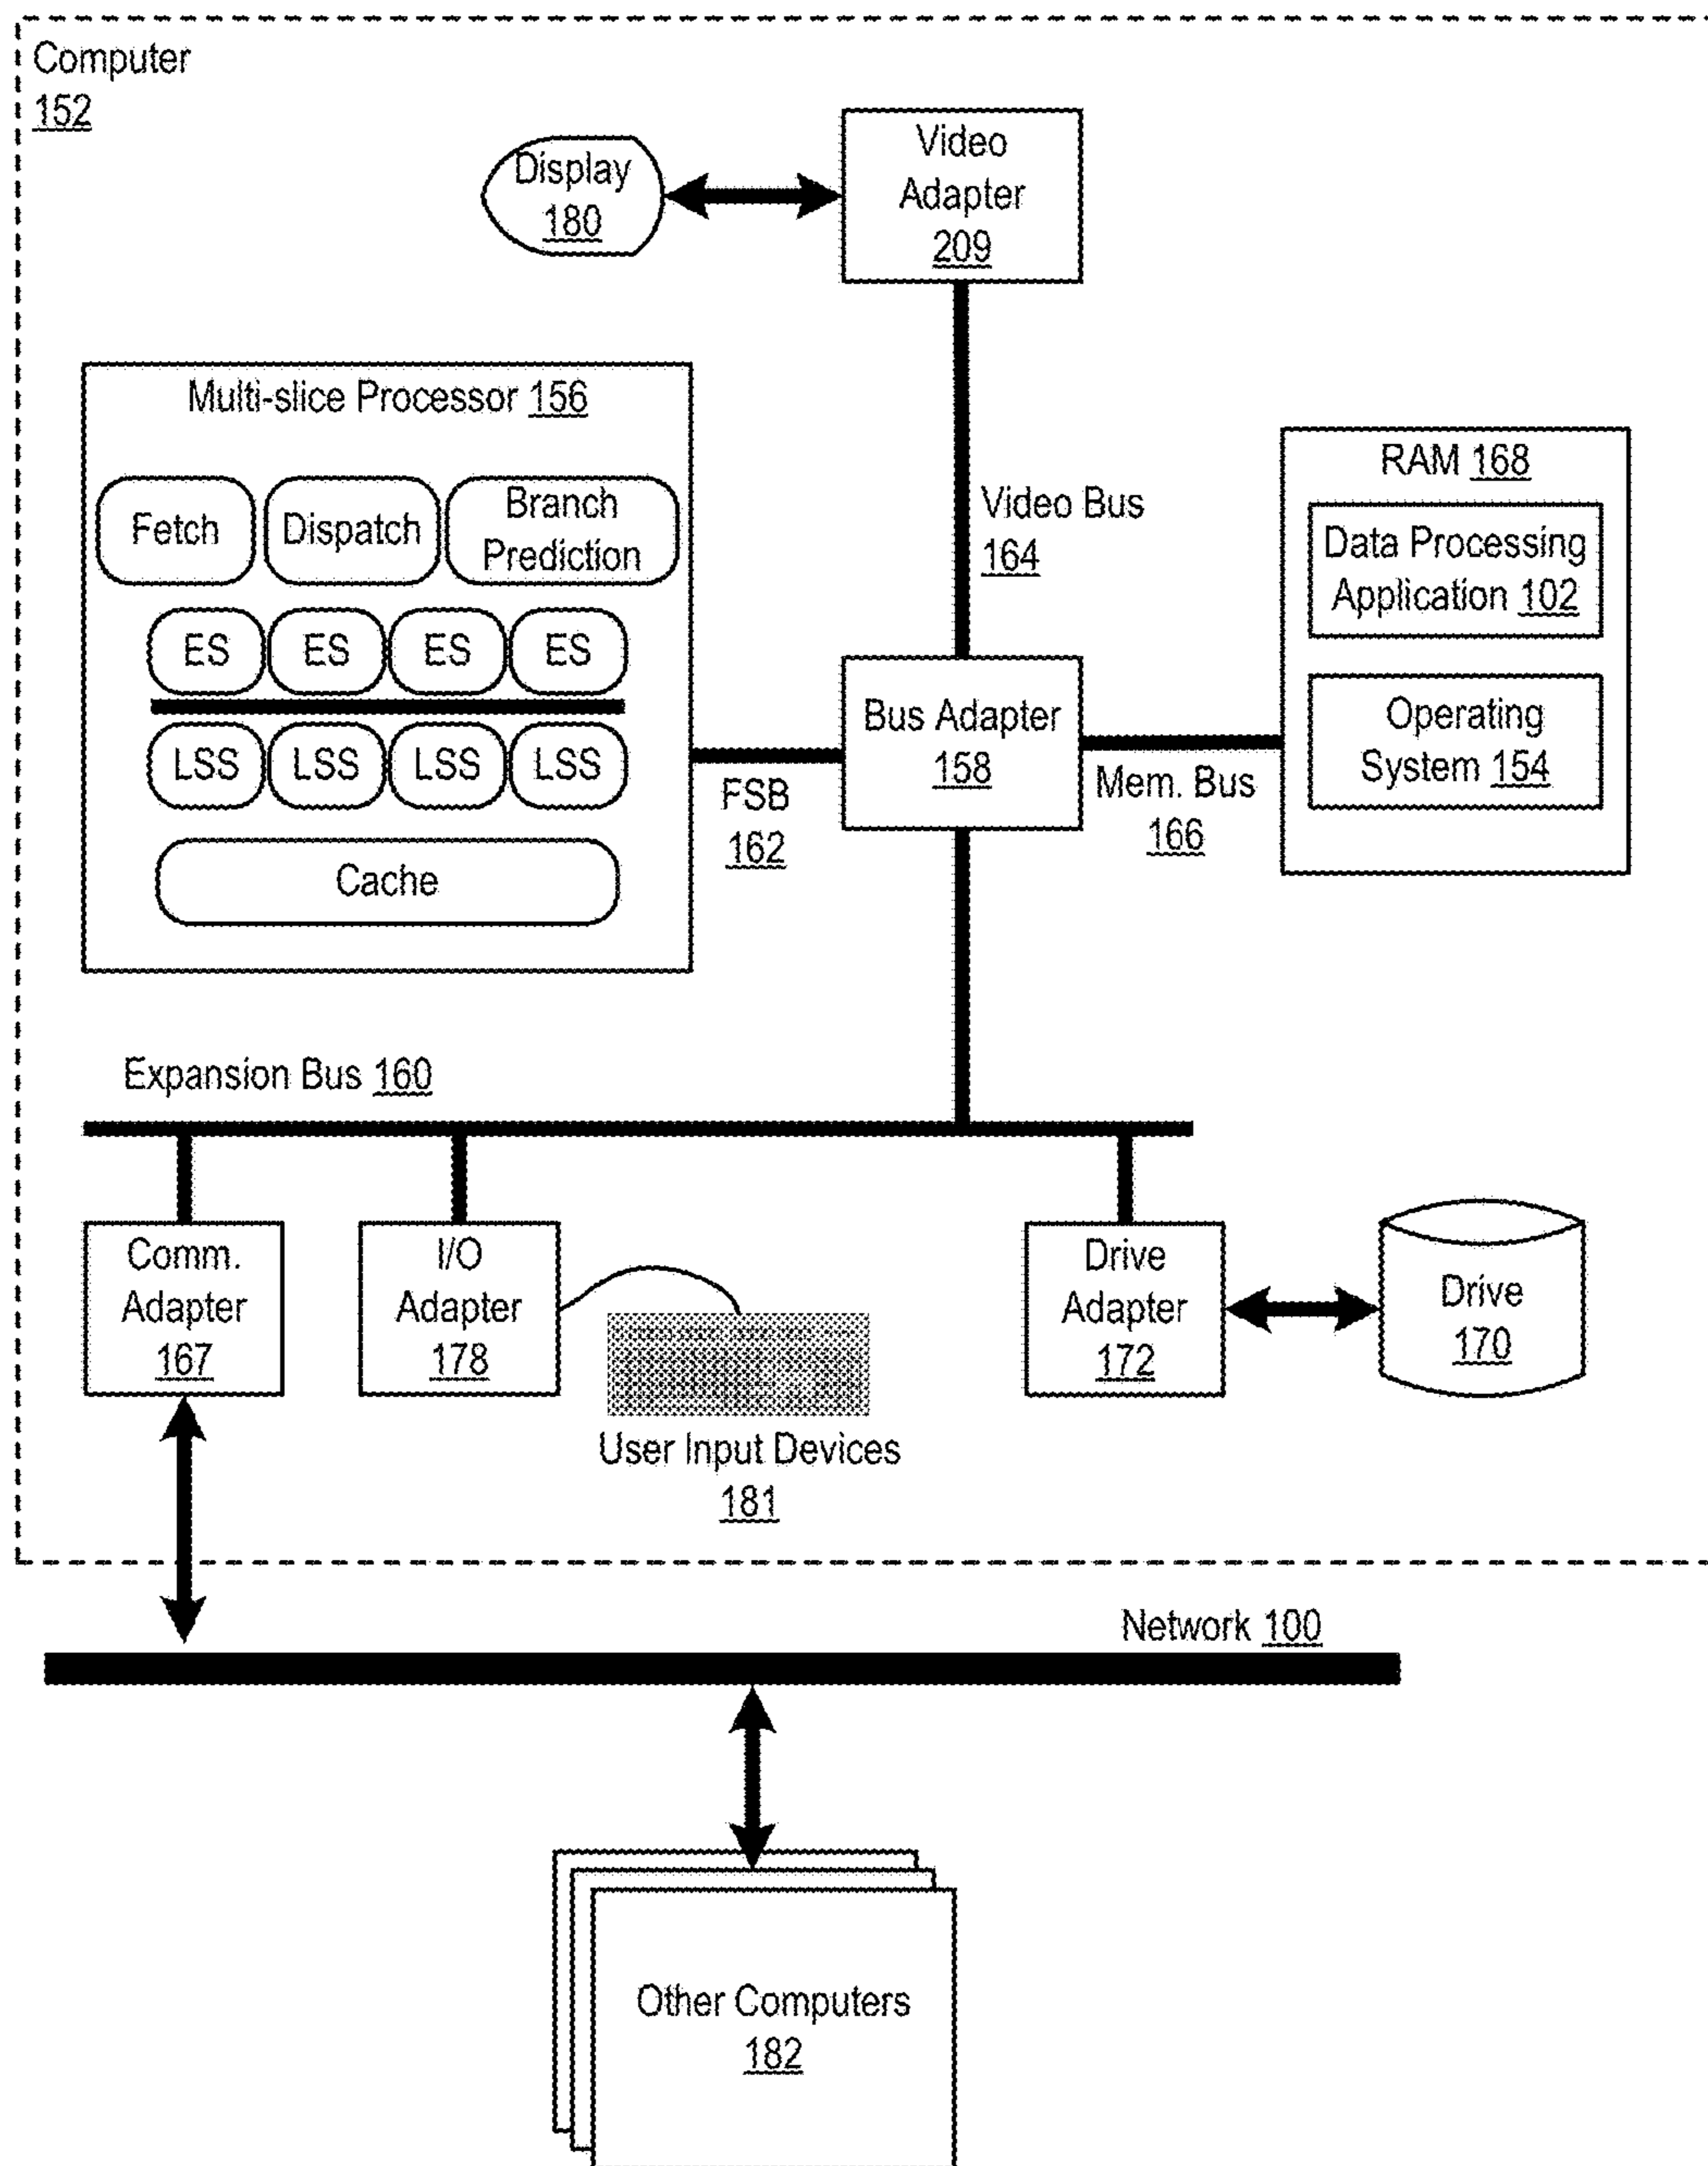 Computer
152
Display
180
Video
Adapter
209
Multi-slice Processor 156
Fetch
Dispatch
Branch
Prediction
ES
ES
ES
ES
LSS
LSS
LSS
LSS
Cache
Video Bus
164
RAM 168
Data Processing
Application 102
Operating
System 154
Bus Adapter
158
FSB
162
Mem. Bus
166
Expansion Bus 160
Comm.
Adapter
167
I/O
Adapter
178
User Input Devices
181
Drive
Adapter
172
Drive
170
Network 100
Other Computers
182